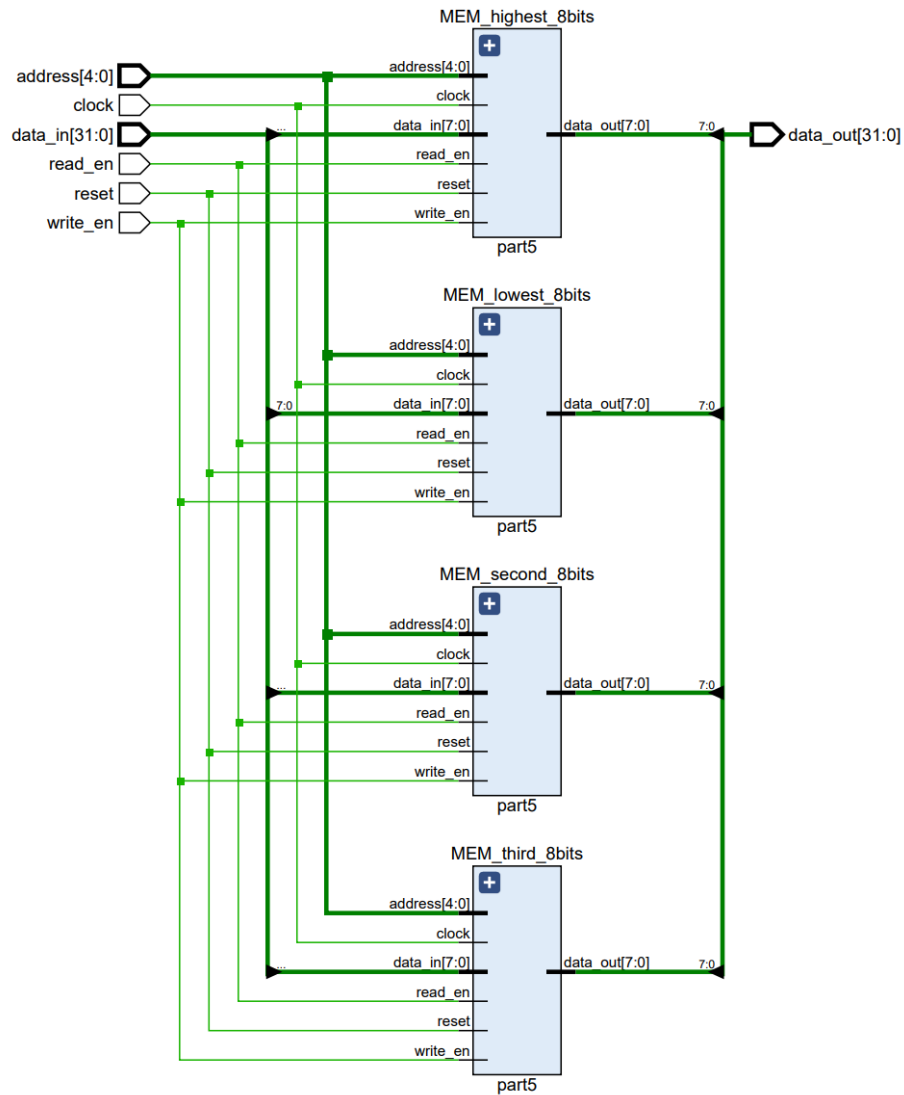 MEM_highest_8bits
address[4:0]
clock
data_in[31:0]
read_en
reset
write_en
address[4:0]
clock
... data_in[7:0]
read_en
reset
write_en
data_out[7:0]
7:0
data_out[31:0]
part5
MEM_lowest_8bits
address[4:0]
clock
7:0 data_in[7:0]
read_en
reset
write_en
data_out[7:0]
7:0
part5
MEM_second_8bits
address[4:0]
clock
... data_in[7:0]
read_en
reset
write_en
data_out[7:0]
7:0
part5
MEM_third_8bits
address[4:0]
clock
... data_in[7:0]
read_en
reset
write_en
data_out[7:0]
7:0
part5